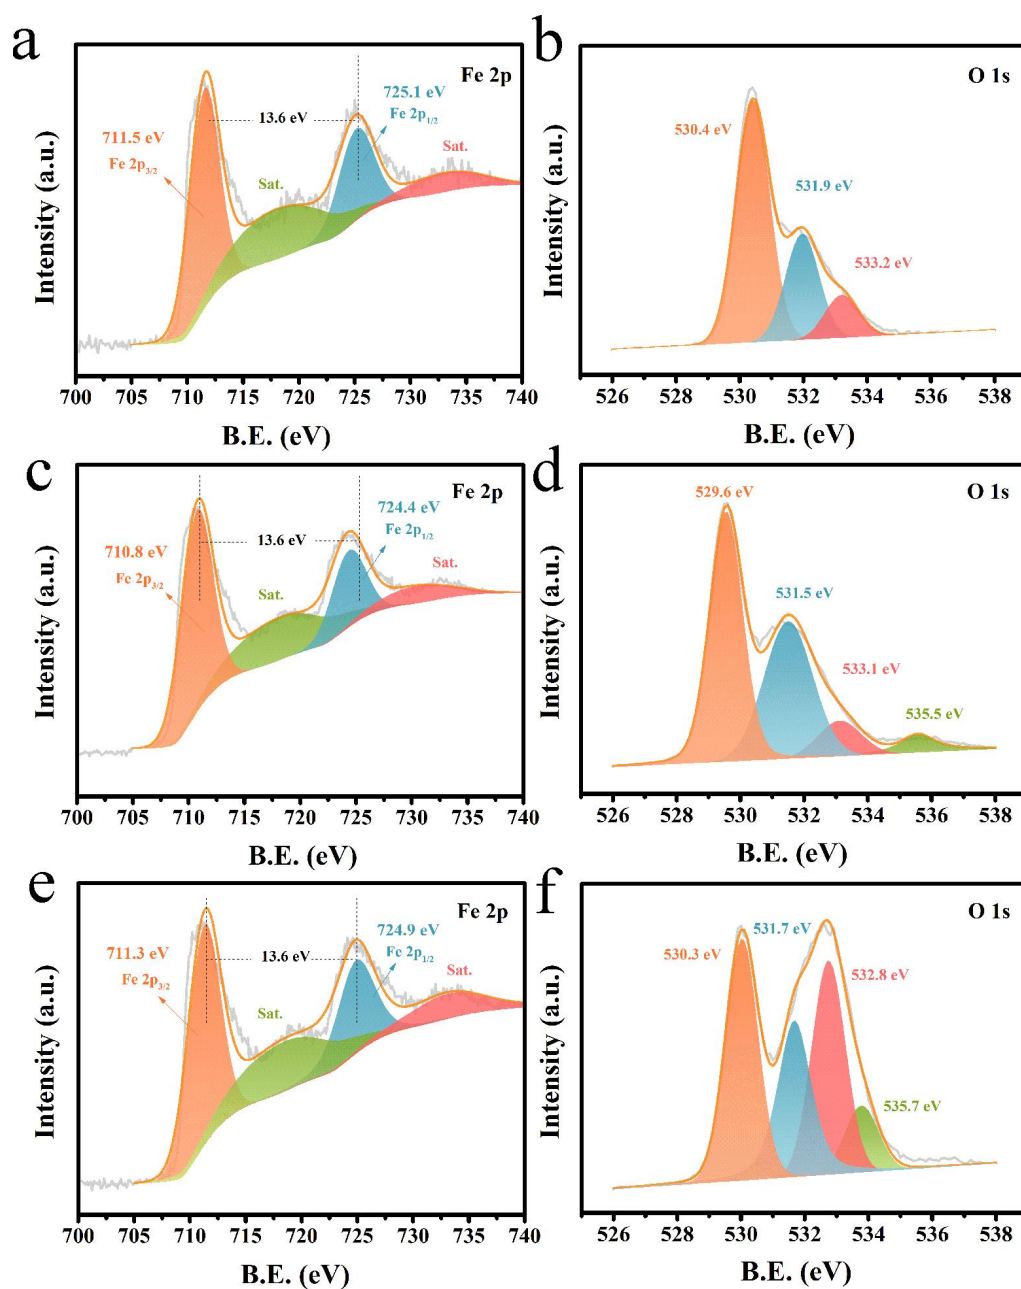 a
Fe 2p
711.5 eV
Fe 2p3/2
13.6 eV
725.1 eV
Fe 2p1/2
Sat.
Sat.
Intensity (a.u.)
700 705 710 715 720 725 730 735 740
B.E. (eV)
b
O 1s
530.4 eV
531.9 eV
533.2 eV
Intensity (a.u.)
526 528 530 532 534 536 538
B.E. (eV)
c
Fe 2p
710.8 eV
Fe 2p3/2
13.6 eV
724.4 eV
Fe 2p1/2
Sat.
Sat.
Intensity (a.u.)
700 705 710 715 720 725 730 735 740
B.E. (eV)
d
O 1s
529.6 eV
531.5 eV
533.1 eV
535.5 eV
Intensity (a.u.)
526 528 530 532 534 536 538
B.E. (eV)
e
Fe 2p
711.3 eV
Fe 2p3/2
13.6 eV
724.9 eV
Fe 2p1/2
Sat.
Sat.
Intensity (a.u.)
700 705 710 715 720 725 730 735 740
B.E. (eV)
f
O 1s
530.3 eV
531.7 eV
532.8 eV
535.7 eV
Intensity (a.u.)
526 528 530 532 534 536 538
B.E. (eV)